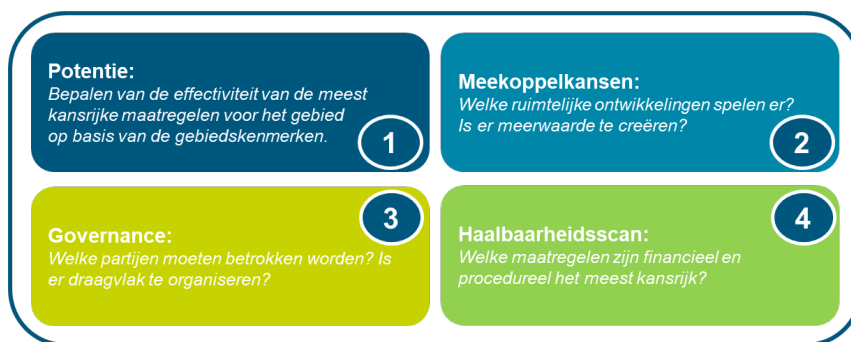 Potentie:
Bepalen van de effectiviteit van de meest
kansrijke maatregelen voor het gebied
op basis van de gebiedskenmerken.
1
Meekoppelkansen:
Welke ruimtelijke ontwikkelingen spelen er?
Is er meerwaarde te creëren?
2
Governance:
Welke partijen moeten betrokken worden? Is
er draagvlak te organiseren?
3
Haalbaarheidsscan:
Welke maatregelen zijn financieel en
procedureel het meest kansrijk?
4